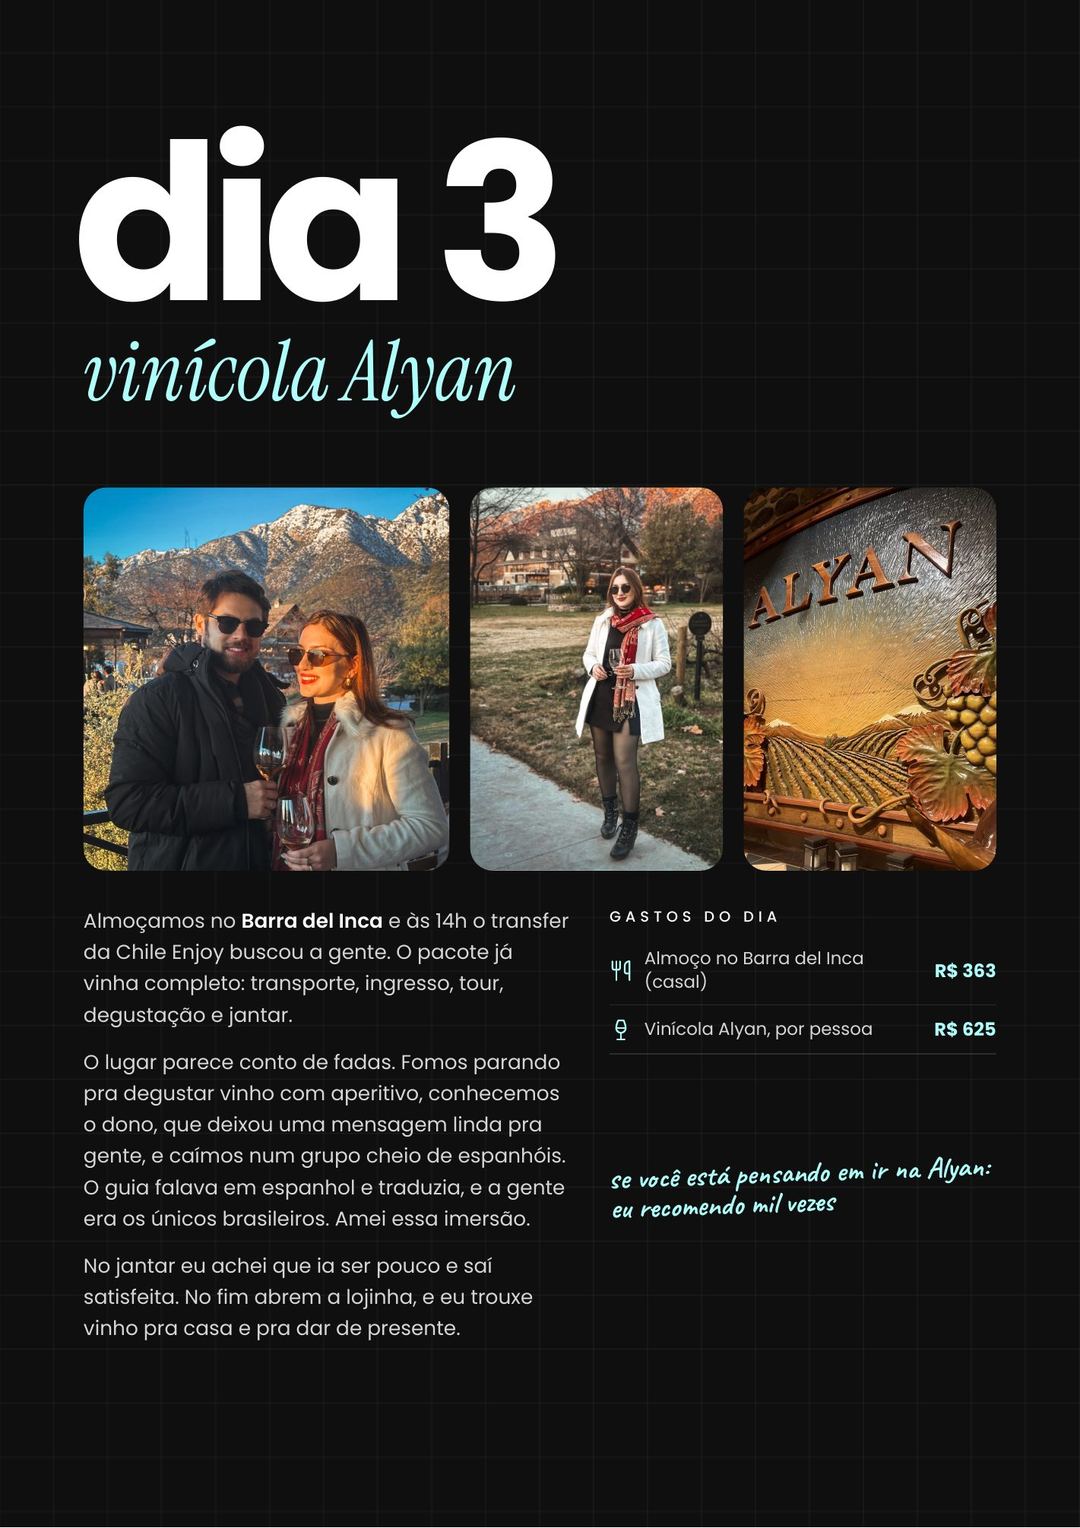 dia 3
vinícola Alyan
ALYAN
Almoçamos no Barra del Inca e às 14h o transfer
da Chile Enjoy buscou a gente. O pacote já
vinha completo: transporte, ingresso, tour,
degustação e jantar.
O lugar parece conto de fadas. Fomos parando
pra degustar vinho com aperitivo, conhecemos
o dono, que deixou uma mensagem linda pra
gente, e caímos num grupo cheio de espanhóis.
O guia falava em espanhol e traduzia, e a gente
era os únicos brasileiros. Amei essa imersão.
No jantar eu achei que ia ser pouco e saí
satisfeita. No fim abrem a lojinha, e eu trouxe
vinho pra casa e pra dar de presente.
GASTOS DO DIA
Almoço no Barra del Inca
(casal)
R$ 363
Vinícola Alyan, por pessoa
R$ 625
se você está pensando em ir na Alyan:
eu recomendo mil vezes